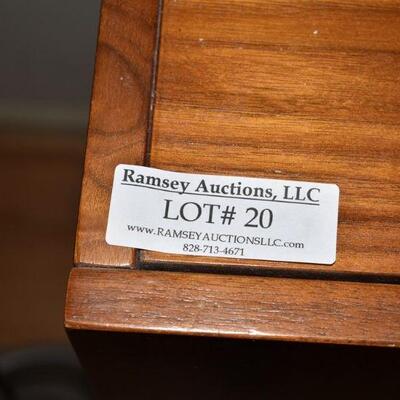 Ramsey Auctions, LLC
LOT# 20
www.RAMSEYAUCTIONSLLC.com
828-713-4671